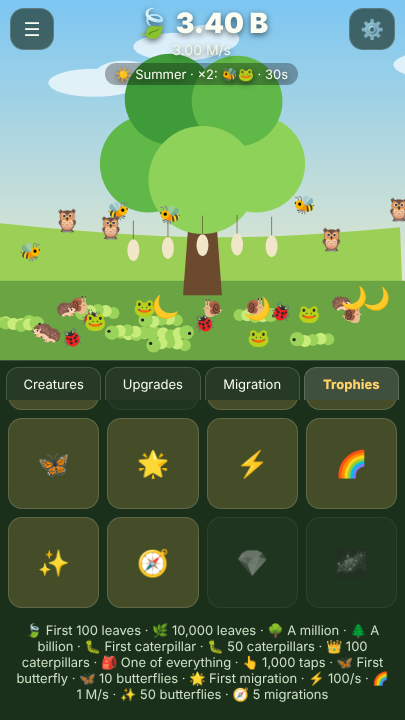 3.40 B
3.00 M/s
Summer · ×2: · 30s
Creatures
Upgrades
Migration
Trophies
First 100 leaves · 10,000 leaves · A million · A
billion · First caterpillar · 50 caterpillars · 100
caterpillars · One of everything · 1,000 taps · First
butterfly · 10 butterflies · First migration · 100/s ·
1 M/s · 50 butterflies · 5 migrations